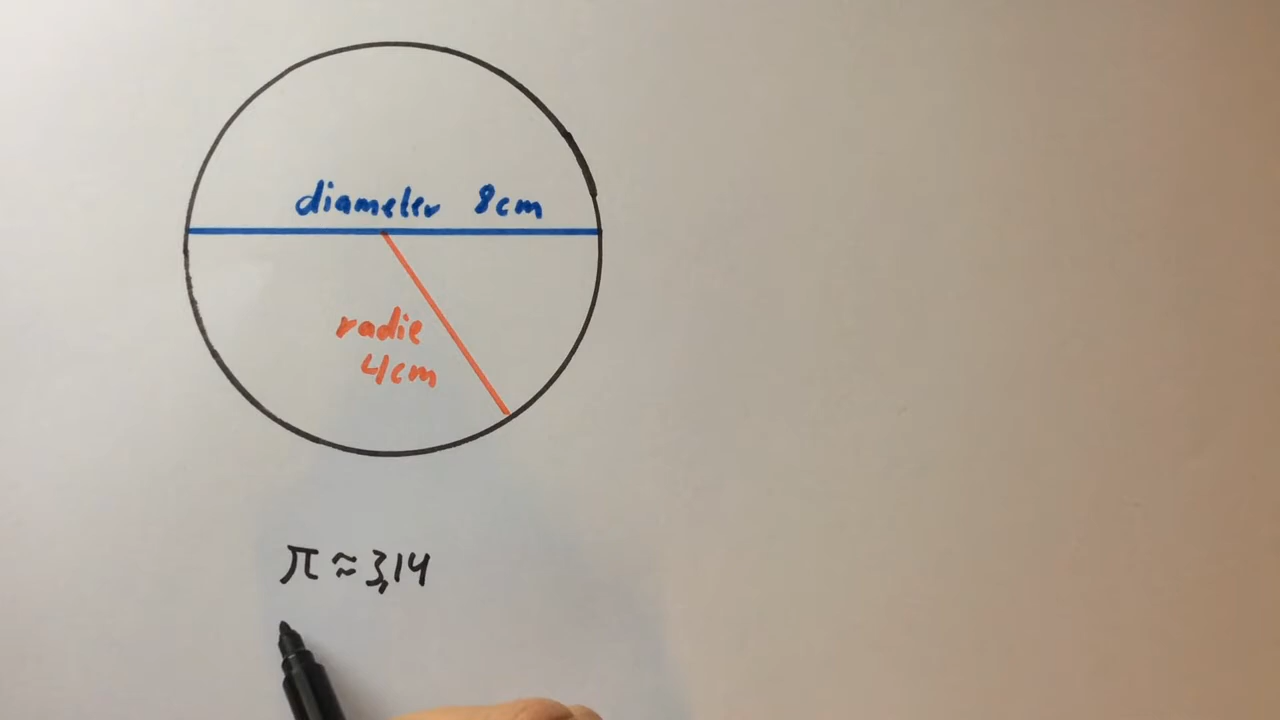 diameter 8cm
radie
4cm
π ≈ 3,14